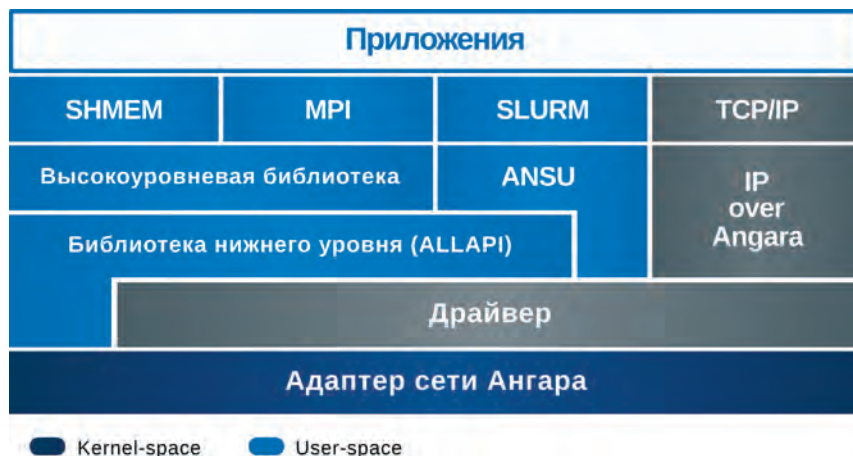 Приложения
SHMEM MPI SLURM TCP/IP
Высокоуровневая библиотека ANSU IP
over
Angara
Библиотека нижнего уровня (ALLAPI)
Драйвер
Адаптер сети Ангара
Kernel-space User-space